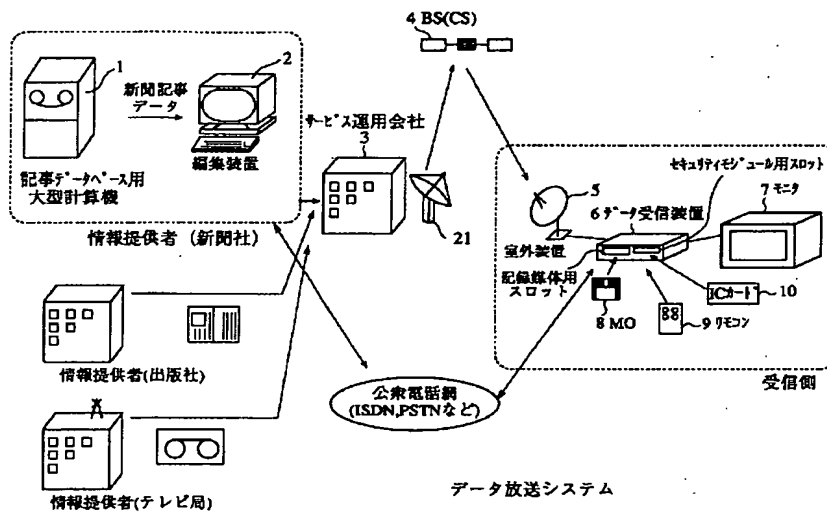 4 BS(CS)
1
2
新聞記事
データ
編集装置
記事ﾃﾞｰﾀﾍﾞｰｽ用
大型計算機
情報提供者 (新聞社)
ｻｰﾋﾞｽ運用会社
3
21
ｾｷｭﾘﾃｨﾓｼﾞｭｰﾙ用ｽﾛｯﾄ
5
6 ﾃﾞｰﾀ受信装置
7 ﾓﾆﾀ
室外装置
記録媒体用
スロット
8 MO
9 ﾘﾓｺﾝ
ICｶｰﾄﾞ
10
受信側
情報提供者(出版社)
公衆電話網
(ISDN,PSTNなど)
情報提供者(テレビ局)
データ放送システム